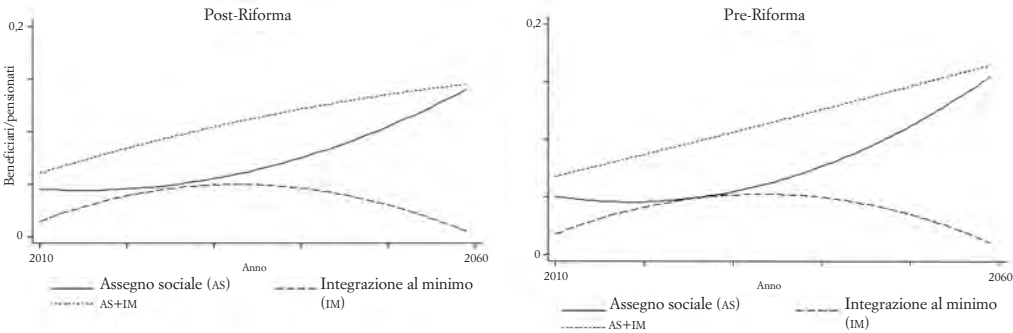 Post-Riforma
0,2
Beneficiari/pensionati
0
2010
Anno
2060
Assegno sociale (AS)
Integrazione al minimo
(IM)
AS+IM
Pre-Riforma
0,2
0
2010
Anno
2060
Assegno sociale (AS)
Integrazione al minimo
(IM)
AS+IM